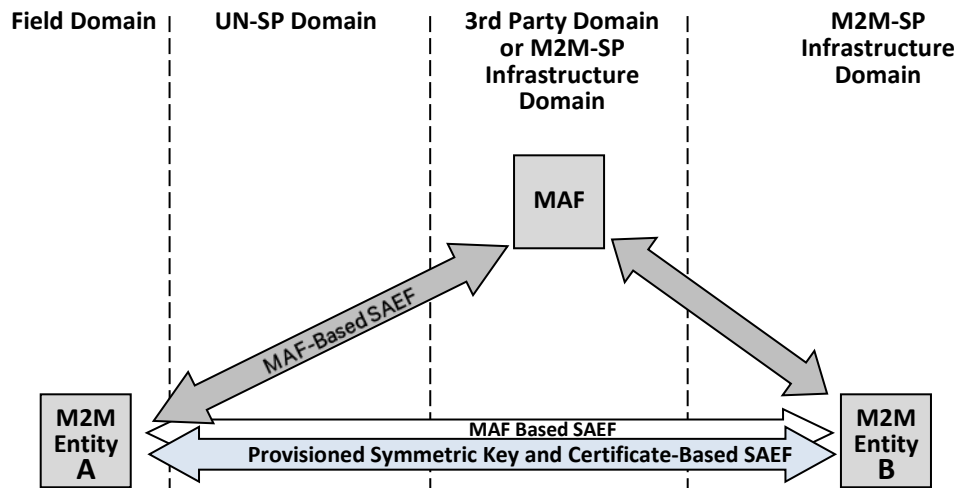 Field Domain
UN-SP Domain
3rd Party Domain
or M2M-SP
Infrastructure
Domain
M2M-SP
Infrastructure
Domain
MAF
MAF-Based SAEF
M2M
Entity
A
MAF Based SAEF
Provisioned Symmetric Key and Certificate-Based SAEF
M2M
Entity
B